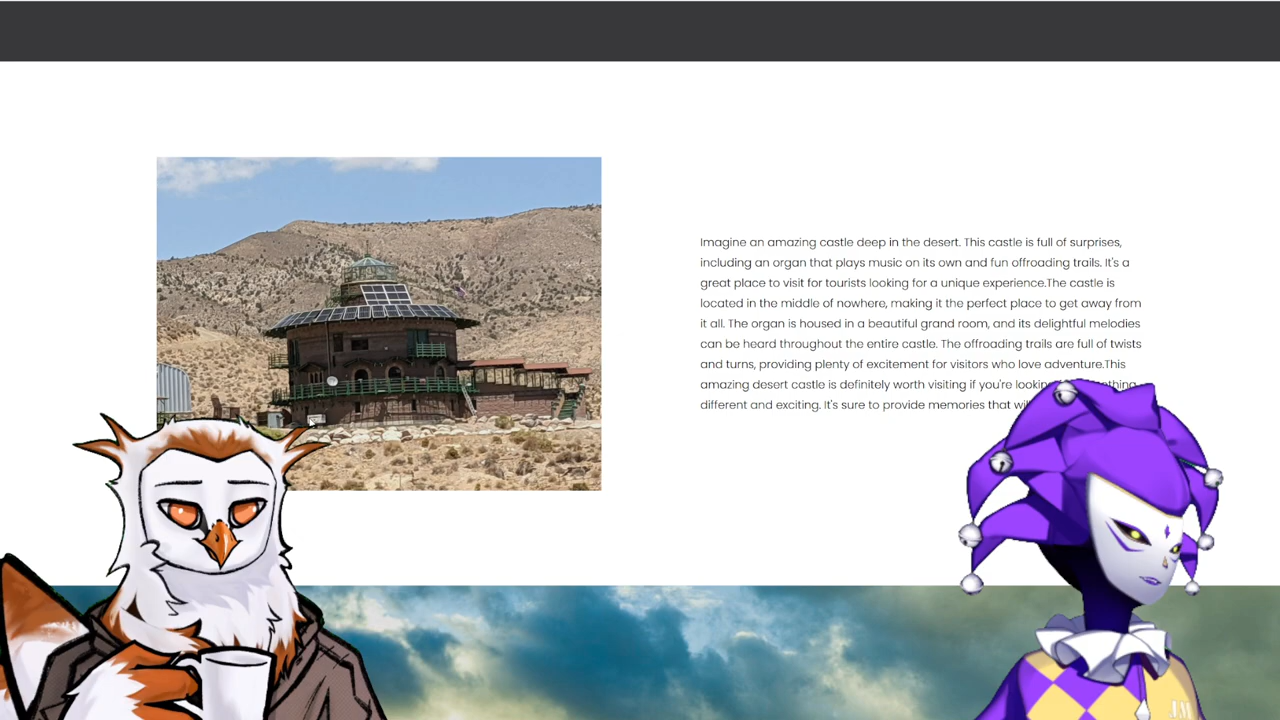 Imagine an amazing castle deep in the desert. This castle is full of surprises,
including an organ that plays music on its own and fun offroading trails. It's a
great place to visit for tourists looking for a unique experience.The castle is
located in the middle of nowhere, making it the perfect place to get away from
it all. The organ is housed in a beautiful grand room, and its delightful melodies
can be heard throughout the entire castle. The offroading trails are full of twists
and turns, providing plenty of excitement for visitors who love adventure.This
amazing desert castle is definitely worth visiting if you're
different and exciting. It's sure to provide memories that
JM